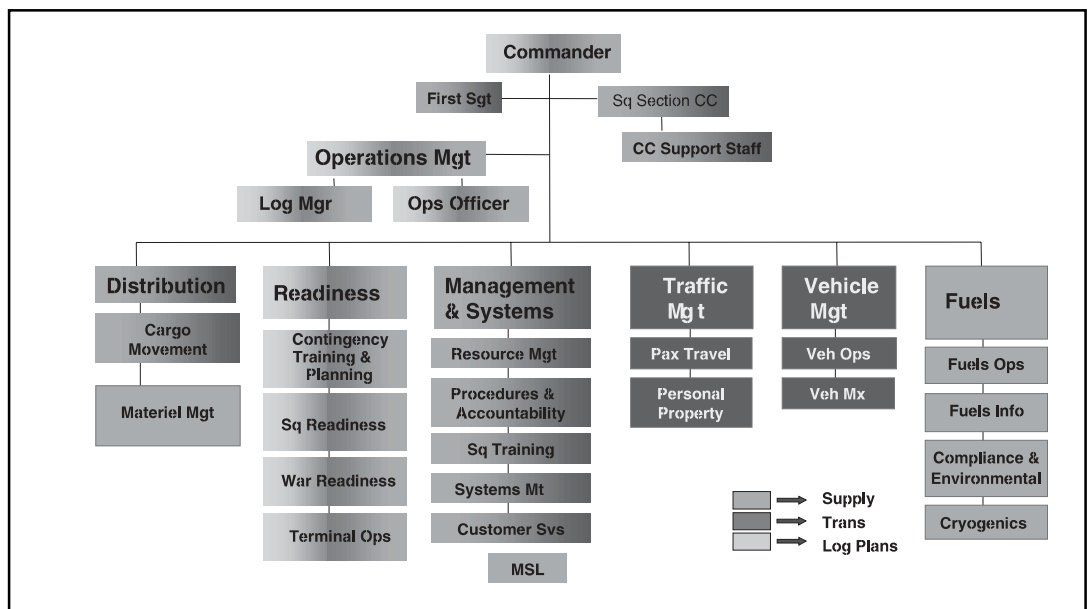 Commander
First Sgt
Sq Section CC
CC Support Staff
Operations Mgt
Log Mgr
Ops Officer
Distribution
Cargo
Movement
Materiel Mgt
Readiness
Contingency
Training &
Planning
Sq Readiness
War Readiness
Terminal Ops
Management
& Systems
Resource Mgt
Procedures &
Accountability
Sq Training
Systems Mt
Customer Svs
MSL
Traffic
Mgt
Pax Travel
Personal
Property
Vehicle
Mgt
Veh Ops
Veh Mx
Fuels
Fuels Ops
Fuels Info
Compliance &
Environmental
Cryogenics
Supply
Trans
Log Plans